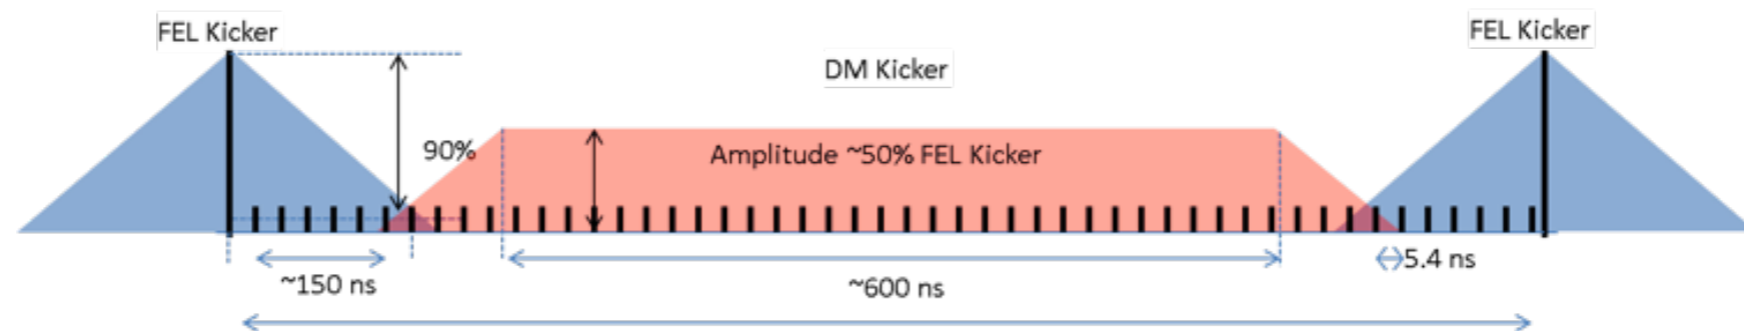 FEL Kicker
FEL Kicker
DM Kicker
90%
Amplitude ~50% FEL Kicker
5.4 ns
~150 ns
~600 ns